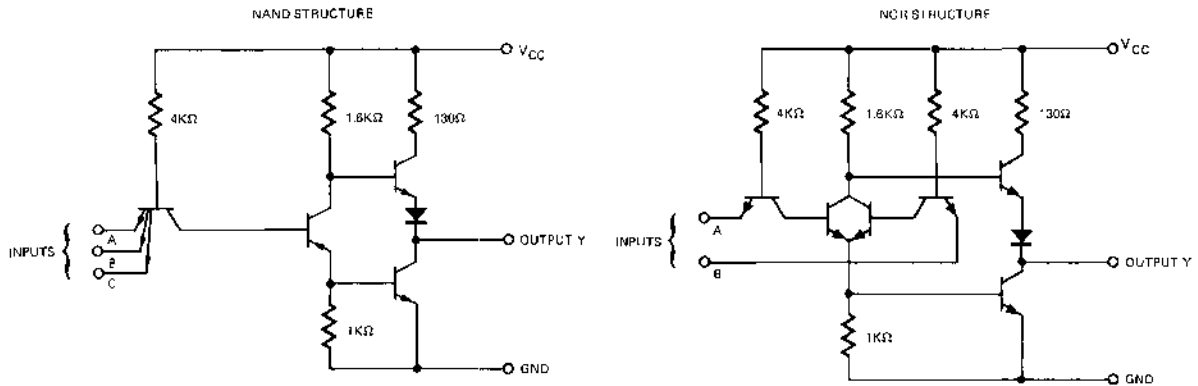 NAND STRUCTURE
VCC
4KΩ
1.6KΩ
130Ω
INPUTS
A
B
C
OUTPUT Y
1KΩ
GND
NOR STRUCTURE
VCC
4KΩ
1.6KΩ
4KΩ
130Ω
INPUTS
A
B
OUTPUT Y
1KΩ
GND